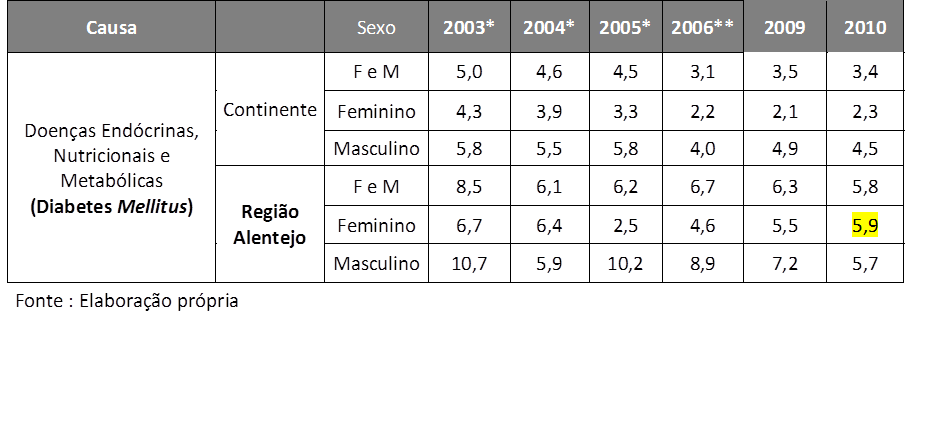 Causa Sexo 2003* 2004* 2005* 2006** 2009 2010
F e M 5,0 4,6 4,5 3,1 3,5 3,4
Continente Feminino 4,3 3,9 3,3 2,2 2,1 2,3
Masculino 5,8 5,5 5,8 4,0 4,9 4,5
Doenças Endócrinas,
Nutricionais e
Metabólicas
(Diabetes Mellitus)
F e M 8,5 6,1 6,2 6,7 6,3 5,8
Região
Alentejo
Feminino 6,7 6,4 2,5 4,6 5,5 5,9
Masculino 10,7 5,9 10,2 8,9 7,2 5,7
Fonte : Elaboração própria